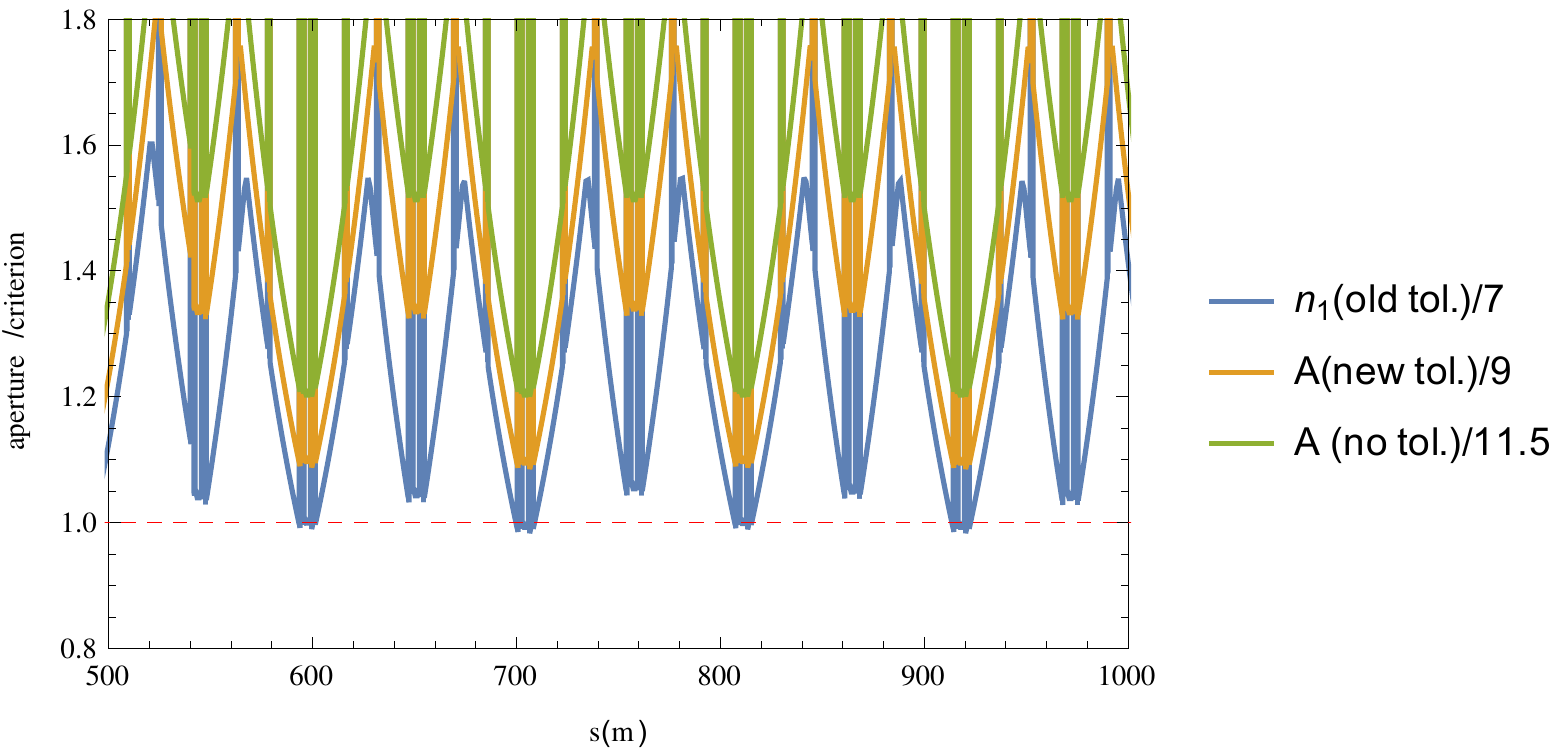 1.8
1.6
1.4
1.2
1.0
0.8
aperture /criterion
500 600 700 800 900 1000
s(m)
n₁(old tol.)/7
A(new tol.)/9
A (no tol.)/11.5